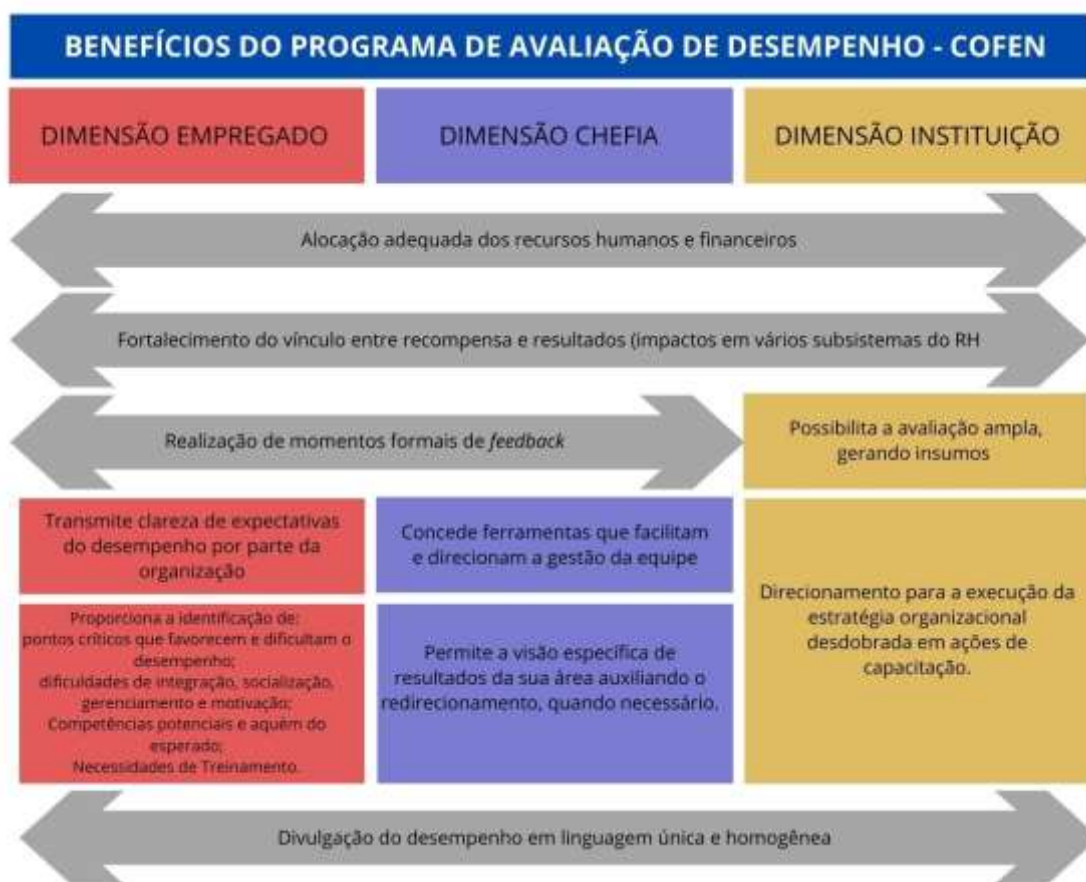 BENEFÍCIOS DO PROGRAMA DE AVALIAÇÃO DE DESEMPENHO - COFEN
DIMENSÃO EMPREGADO
DIMENSÃO CHEFIA
DIMENSÃO INSTITUIÇÃO
Alocação adequada dos recursos humanos e financeiros
Fortalecimento do vínculo entre recompensa e resultados (impactos em vários subsistemas do RH
Realização de momentos formais de feedback
Possibilita a avaliação ampla,
gerando insumos
Transmite clareza de expectativas
do desempenho por parte da
organização
Concede ferramentas que facilitam
e direcionam a gestão da equipe
Direcionamento para a execução da
estratégia organizacional
desdobrada em ações de
capacitação.
Proporciona a identificação de:
pontos críticos que favorecem e dificultam o
desempenho;
dificuldades de integração, socialização,
gerenciamento e motivação;
Competências potenciais e aquém do
esperado;
Necessidades de Treinamento.
Permite a visão específica de
resultados da sua área auxiliando o
redirecionamento, quando necessário.
Divulgação do desempenho em linguagem única e homogênea